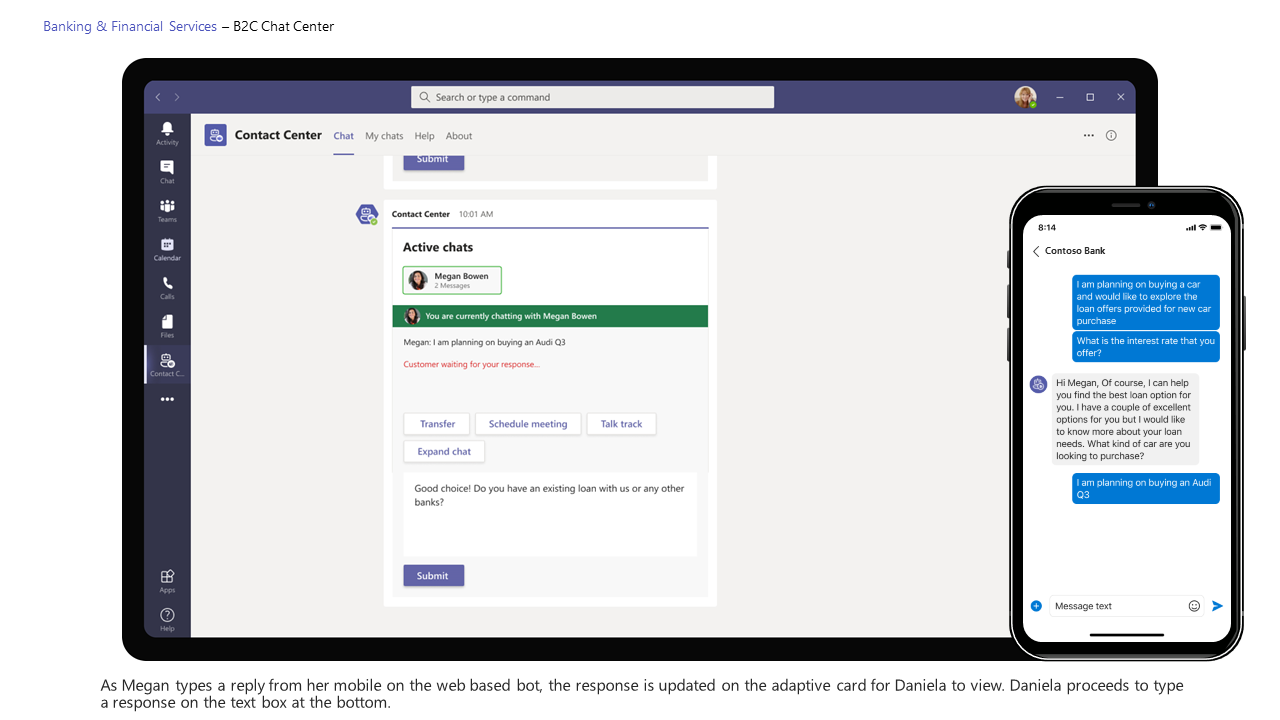 Banking & Financial Services – B2C Chat Center
Search or type a command
Activity
Chat
Teams
Calendar
Calls
Files
Contact C...
Apps
Help
Contact Center
Chat
My chats
Help
About
Submit
Contact Center 10:01 AM
Active chats
Megan Bowen
2 Messages
You are currently chatting with Megan Bowen
Megan: I am planning on buying an Audi Q3
Customer waiting for your response...
Transfer
Schedule meeting
Talk track
Expand chat
Good choice! Do you have an existing loan with us or any other
banks?
Submit
8:14
Contoso Bank
I am planning on buying a car
and would like to explore the
loan offers provided for new car
purchase
What is the interest rate that you
offer?
Hi Megan, Of course, I can help
you find the best loan option for
you. I have a couple of excellent
options for you but I would like
to know more about your loan
needs. What kind of car are you
looking to purchase?
I am planning on buying an Audi
Q3
Message text
As Megan types a reply from her mobile on the web based bot, the response is updated on the adaptive card for Daniela to view. Daniela proceeds to type
a response on the text box at the bottom.